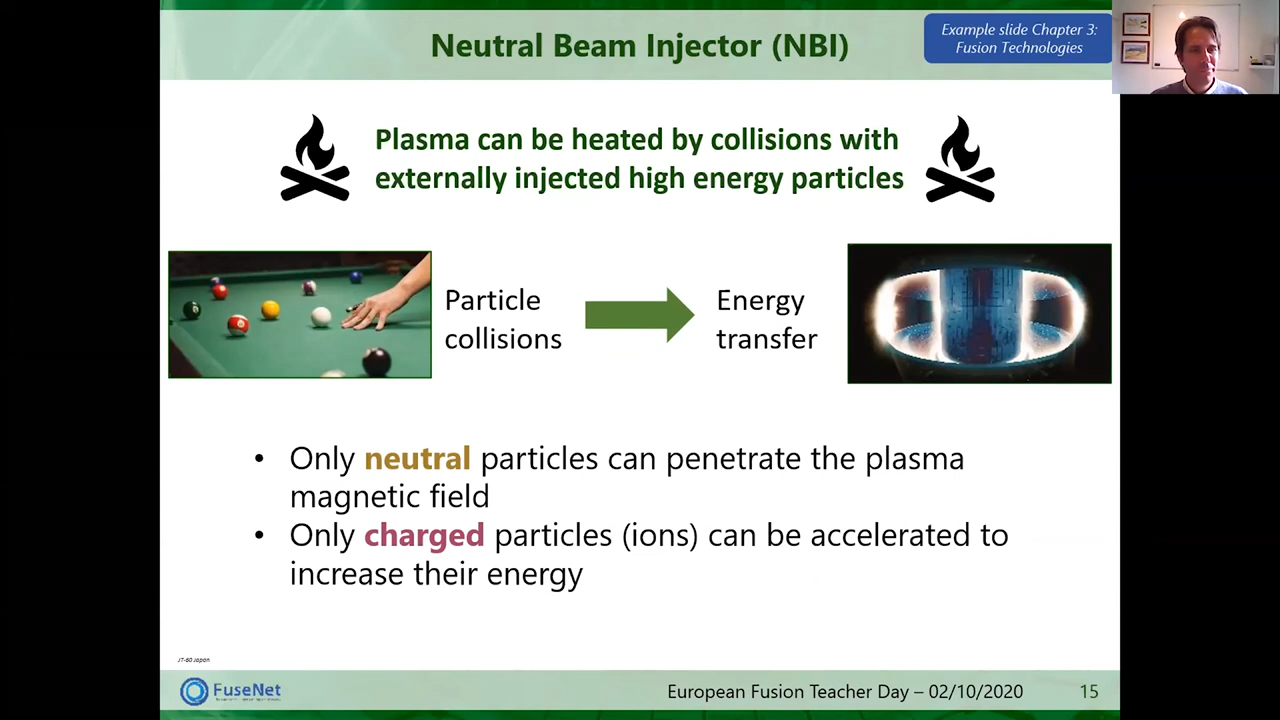 Neutral Beam Injector (NBI)
Example slide Chapter 3:
Fusion Technologies
Plasma can be heated by collisions with
externally injected high energy particles
Particle
collisions
Energy
transfer
• Only neutral particles can penetrate the plasma
magnetic field
• Only charged particles (ions) can be accelerated to
increase their energy
JT-60 Japan
FuseNet
European Fusion Teacher Day – 02/10/2020
15